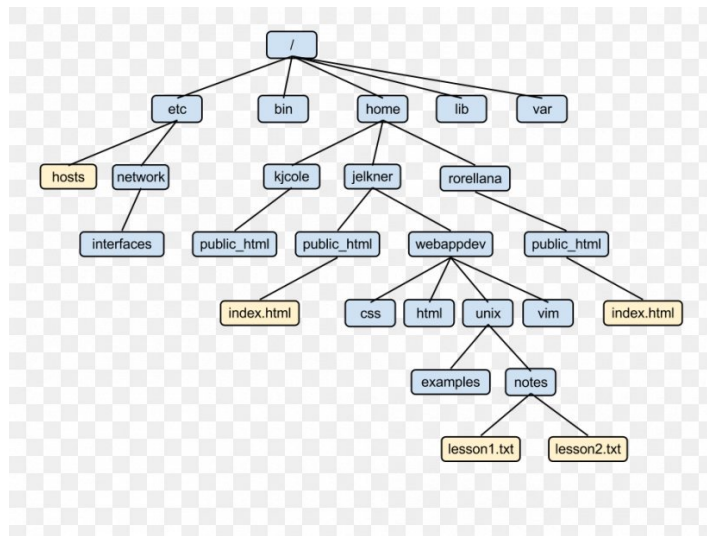 /
etc
bin
home
lib
var
hosts
network
kjcole
jelkner
rorellana
interfaces
public_html
public_html
webappdev
public_html
index.html
css
html
unix
vim
index.html
examples
notes
lesson1.txt
lesson2.txt